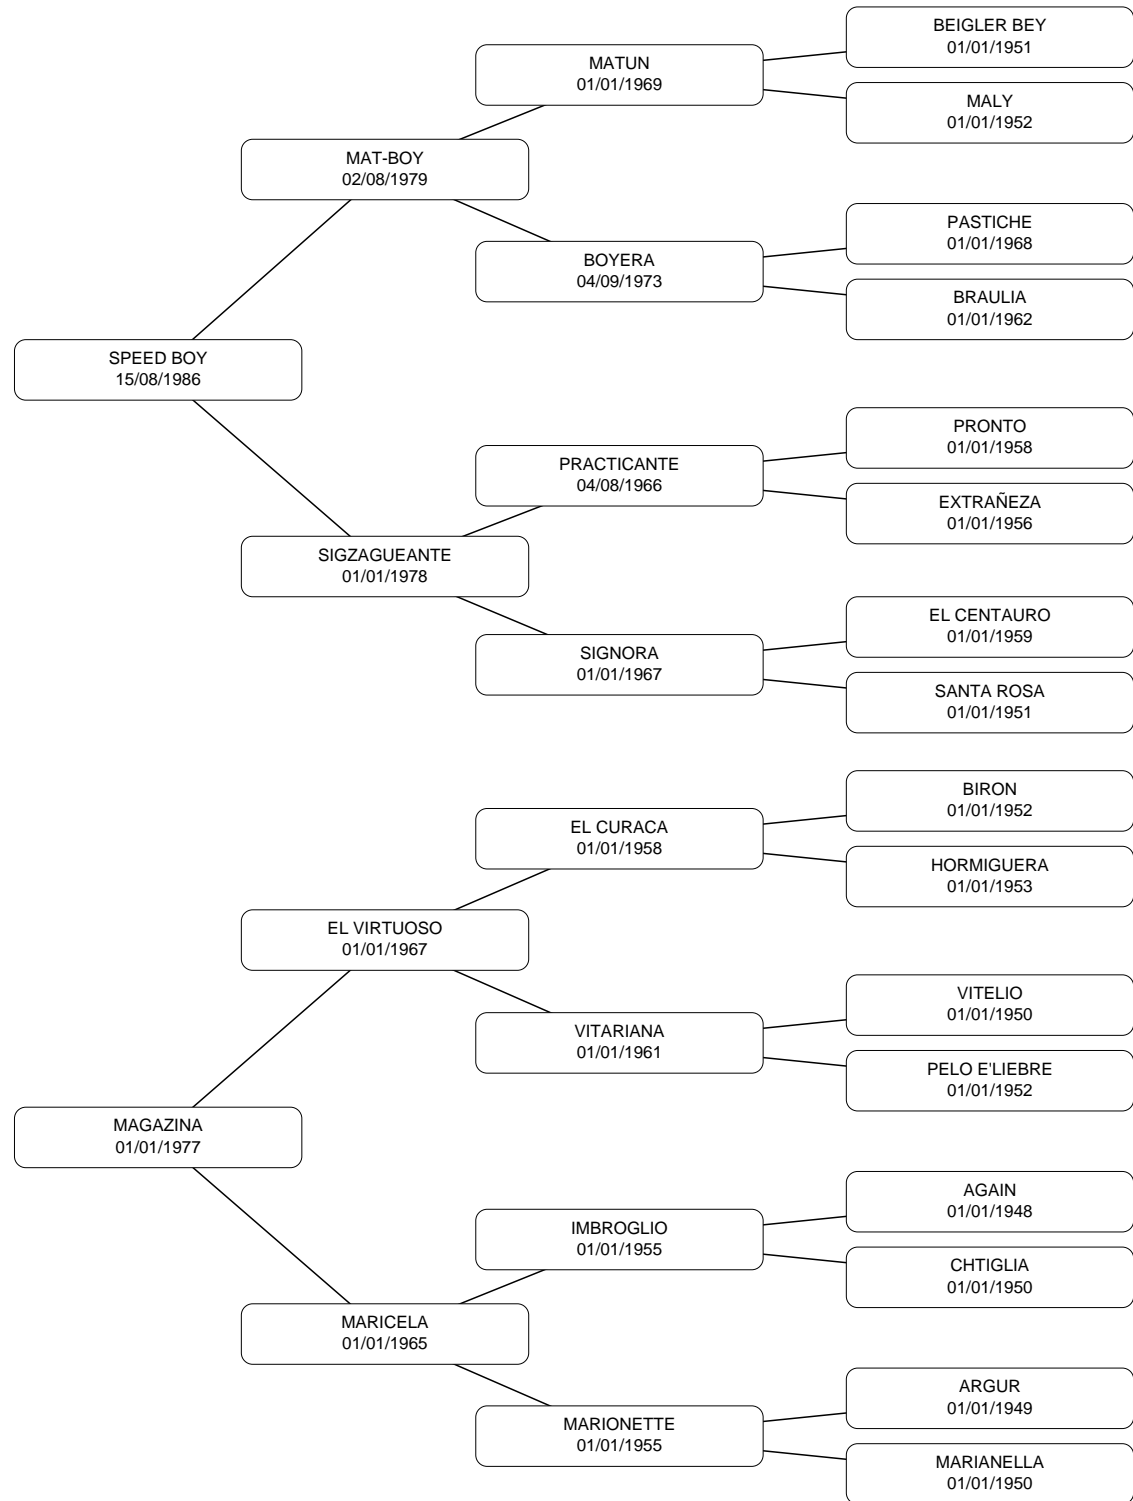 BEIGLER BEY
01/01/1951
MATUN
01/01/1969
MALY
01/01/1952
MAT-BOY
02/08/1979
PASTICHE
01/01/1968
BOYERA
04/09/1973
BRAULIA
01/01/1962
SPEED BOY
15/08/1986
PRONTO
01/01/1958
PRACTICANTE
04/08/1966
EXTRAÑEZA
01/01/1956
SIGZAGUEANTE
01/01/1978
EL CENTAURO
01/01/1959
SIGNORA
01/01/1967
SANTA ROSA
01/01/1951
BIRON
01/01/1952
EL CURACA
01/01/1958
HORMIGUERA
01/01/1953
EL VIRTUOSO
01/01/1967
VITELIO
01/01/1950
VITARIANA
01/01/1961
PELO E'LIEBRE
01/01/1952
MAGAZINA
01/01/1977
AGAIN
01/01/1948
IMBROGLIO
01/01/1955
CHTIGLIA
01/01/1950
MARICELA
01/01/1965
ARGUR
01/01/1949
MARIONETTE
01/01/1955
MARIANELLA
01/01/1950